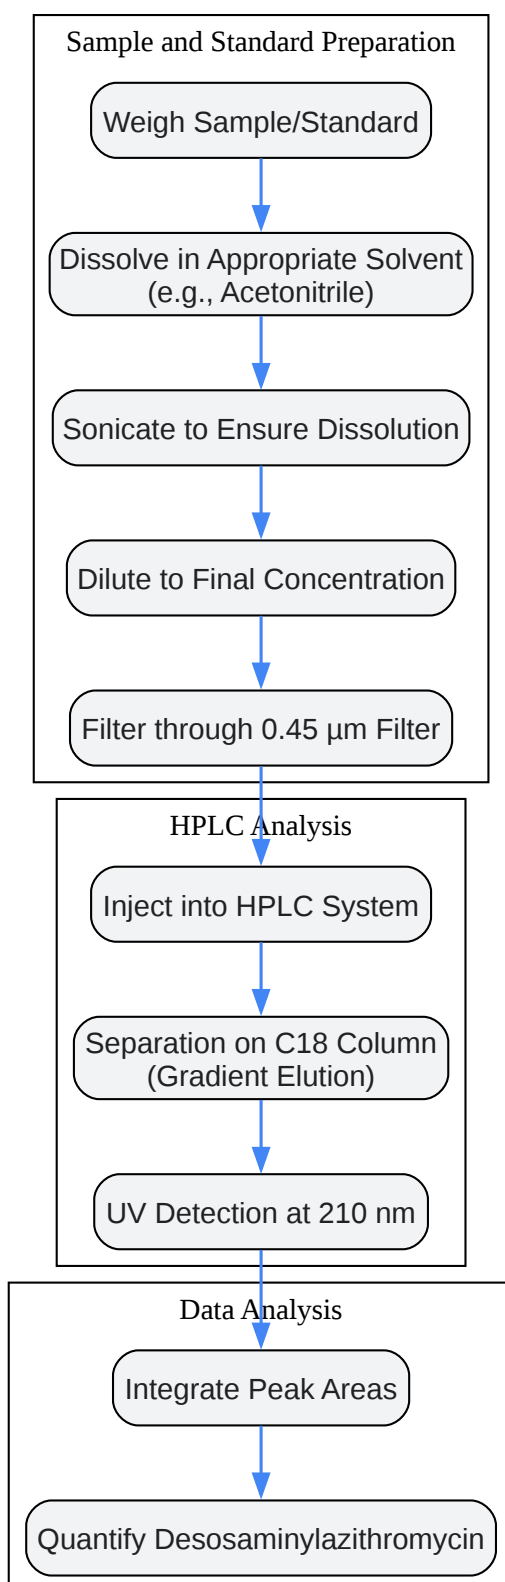 Sample and Standard Preparation
Weigh Sample/Standard
Dissolve in Appropriate Solvent
(e.g., Acetonitrile)
Sonicate to Ensure Dissolution
Dilute to Final Concentration
Filter through 0.45 µm Filter
HPLC Analysis
Inject into HPLC System
Separation on C18 Column
(Gradient Elution)
UV Detection at 210 nm
Data Analysis
Integrate Peak Areas
Quantify Desosaminylazithromycin